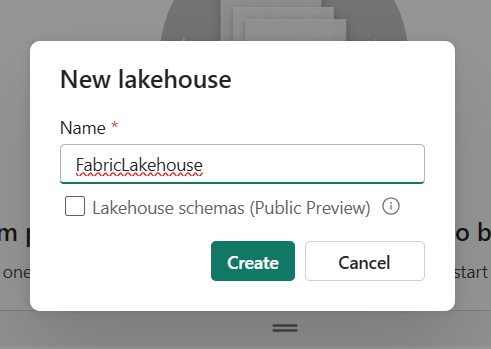 New lakehouse
Name *
FabricLakehouse
Lakehouse schemas (Public Preview)
Create Cancel
one
start